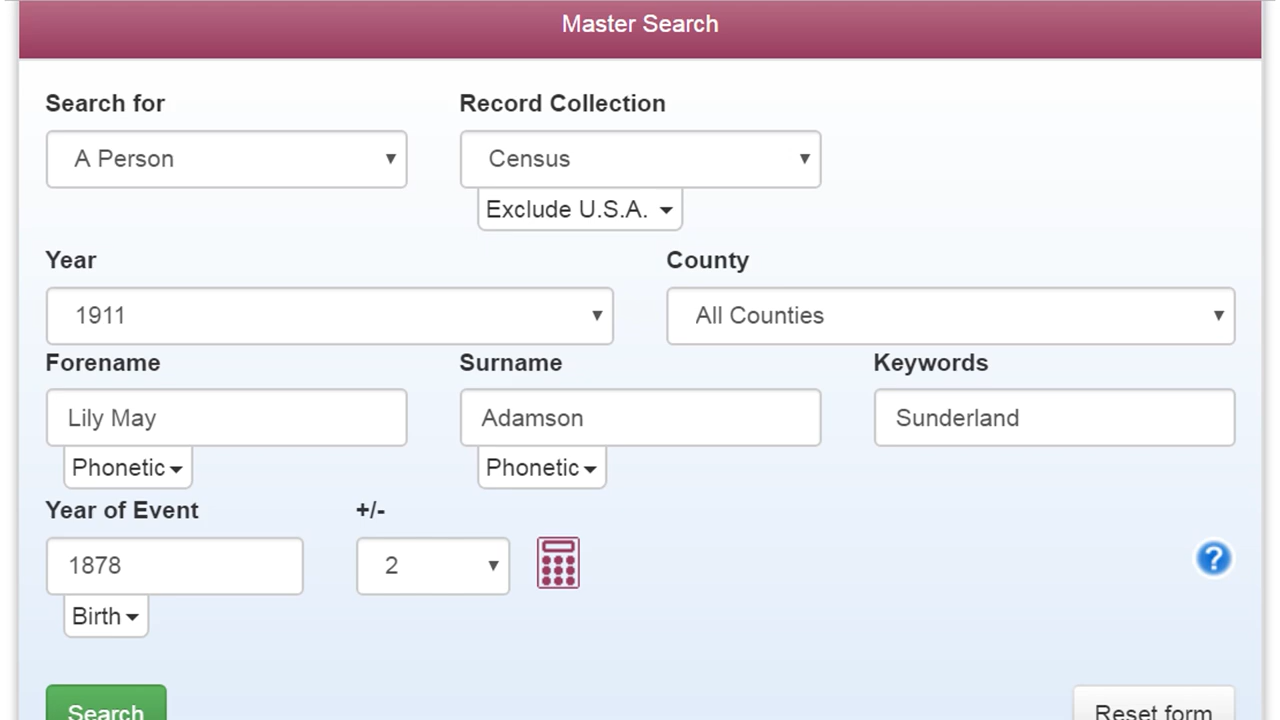 Master Search
Search for
Record Collection
A Person
Census
Exclude U.S.A.
Year
County
1911
All Counties
Forename
Surname
Keywords
Lily May
Adamson
Sunderland
Phonetic
Phonetic
Year of Event
+/-
1878
2
?
Birth
Search
Reset form